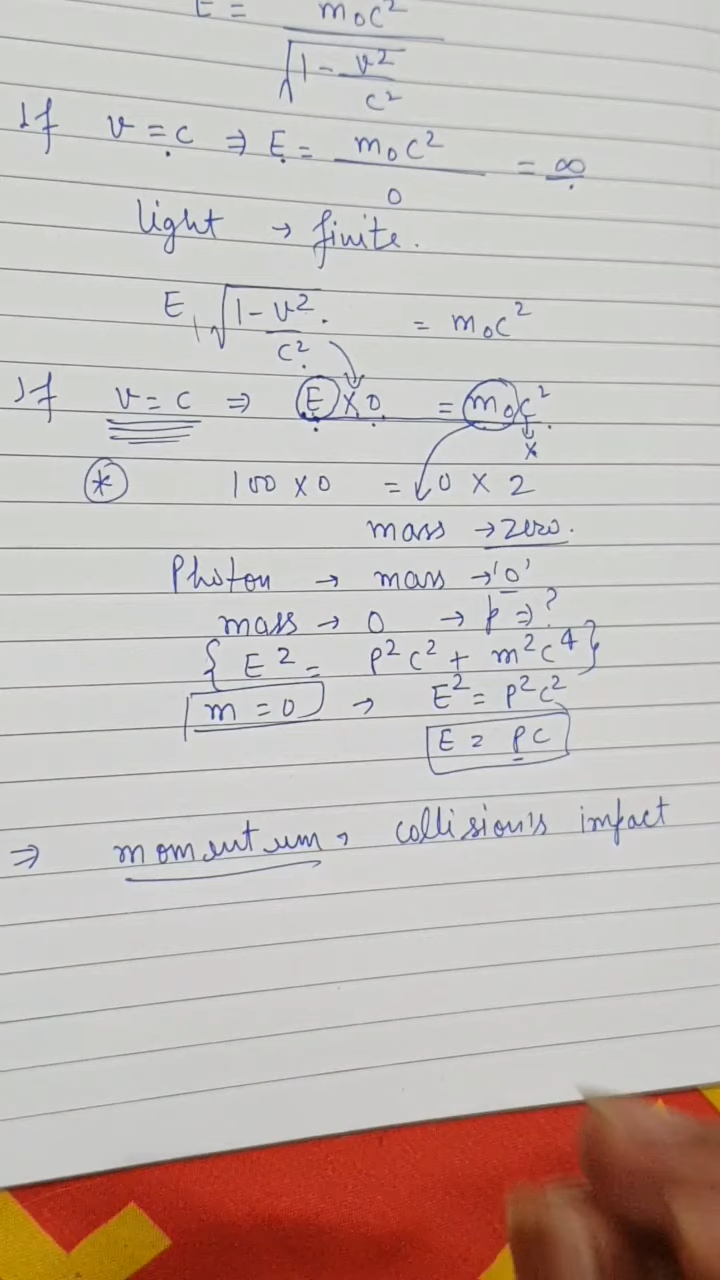 E = m₀c² / √(1 - v²/c²)
If v = c ⇒ E = m₀c² / 0 = ∞
light → finite.
E √(1 - v²/c²) = m₀c²
If v = c ⇒ E × 0 = m₀c²
x
* 100 × 0 = 0 × 2
mass → zero.
Photon → mass → '0'
mass → 0 → p ⇒ ?
{ E² = p²c² + m²c⁴ }
m = 0 → E² = p²c²
E = pc
⇒ momentum, collision's impact